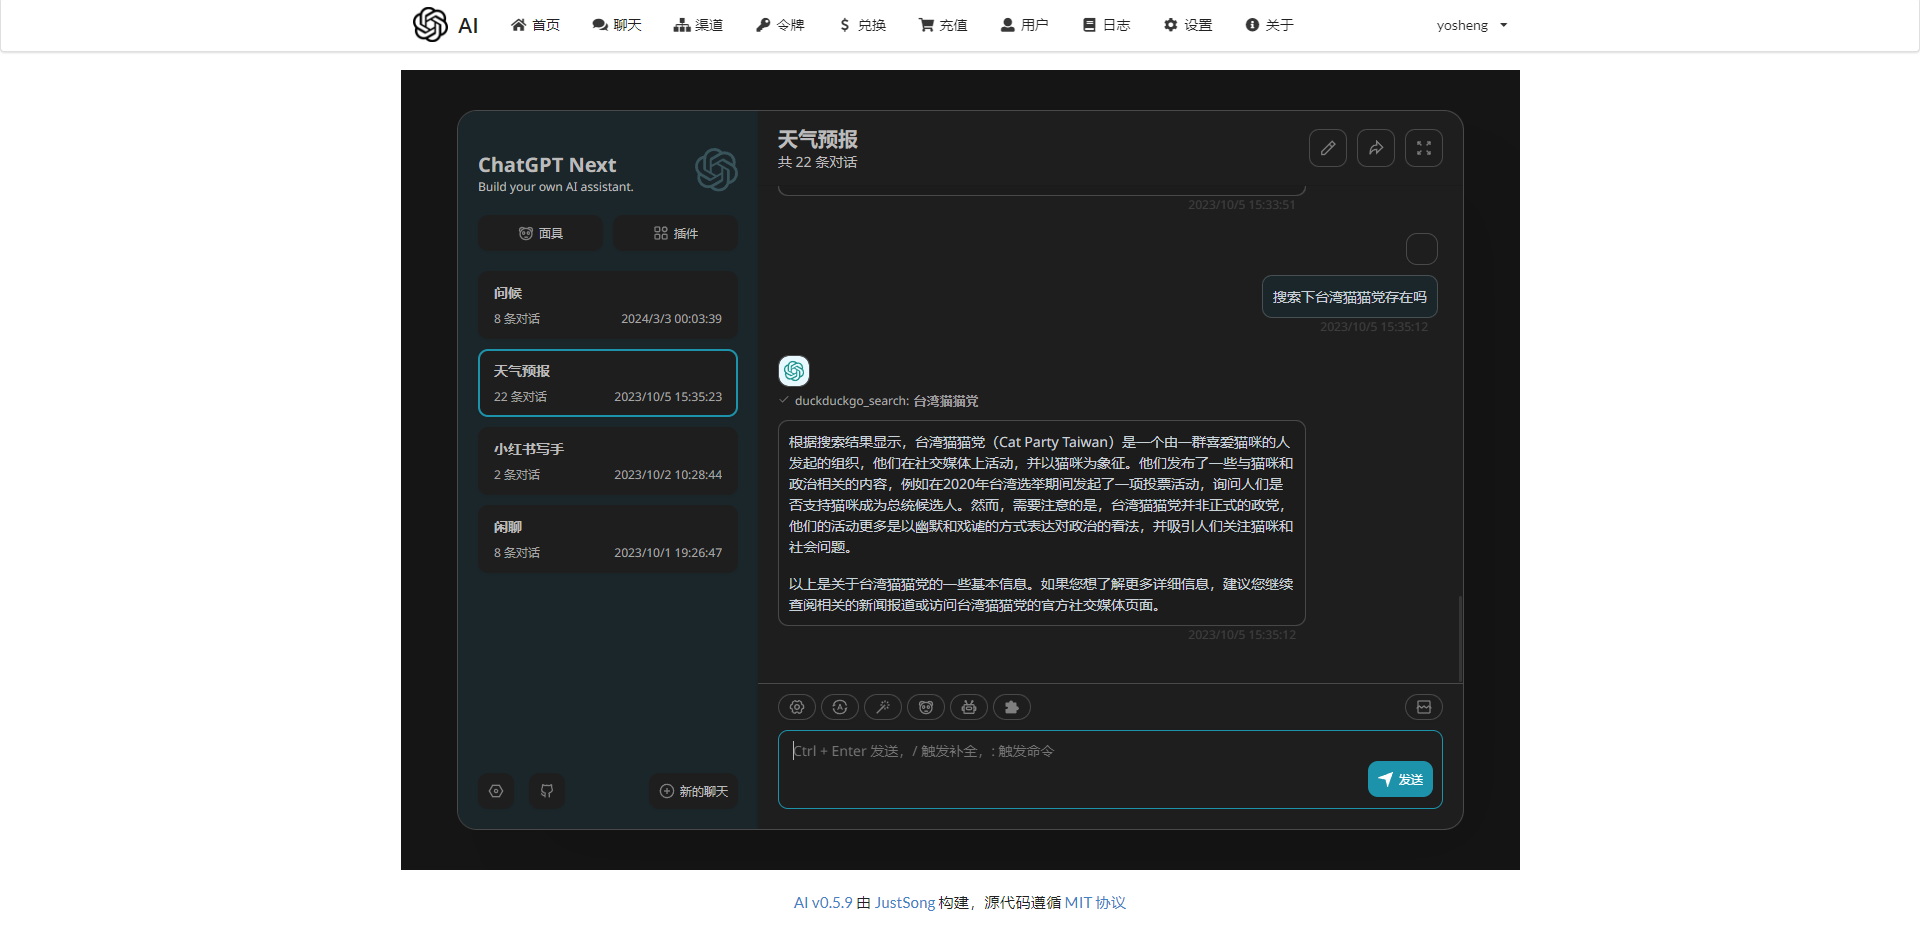 AI 首页 聊天 渠道 令牌 兑换 充值 用户 日志 设置 关于 yosheng
ChatGPT Next
Build your own AI assistant.
面具 插件
问候
8 条对话 2024/3/3 00:03:39
天气预报
22 条对话 2023/10/5 15:35:23
小红书写手
2 条对话 2023/10/2 10:28:44
闲聊
8 条对话 2023/10/1 19:26:47
新的聊天
天气预报
共 22 条对话
2023/10/5 15:33:51
搜索下台湾猫猫党存在吗
2023/10/5 15:35:12
duckduckgo_search: 台湾猫猫党
根据搜索结果显示，台湾猫猫党（Cat Party Taiwan）是一个由一群喜爱猫咪的人
发起的组织，他们在社交媒体上活动，并以猫咪为象征。他们发布了一些与猫咪和
政治相关的内容，例如在2020年台湾选举期间发起了一项投票活动，询问人们是
否支持猫咪成为总统候选人。然而，需要注意的是，台湾猫猫党并非正式的政党，
他们的活动更多是以幽默和戏谑的方式表达对政治的看法，并吸引人们关注猫咪和
社会问题。
以上是关于台湾猫猫党的一些基本信息。如果您想了解更多详细信息，建议您继续
查阅相关的新闻报道或访问台湾猫猫党的官方社交媒体页面。
2023/10/5 15:35:12
Ctrl + Enter 发送，/ 触发补全，: 触发命令
发送
AI v0.5.9 由 JustSong 构建，源代码遵循 MIT 协议